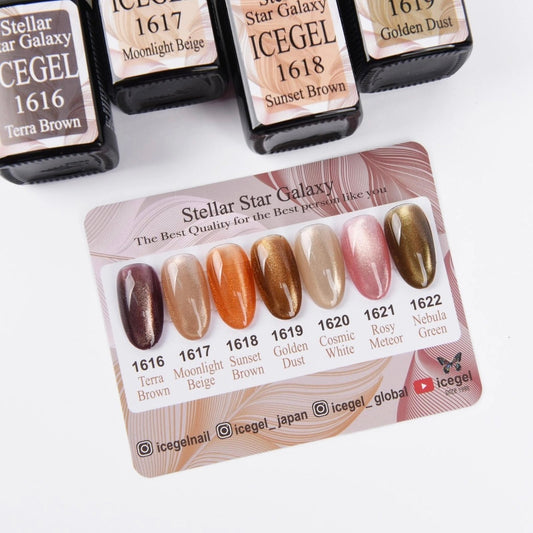 Stellar
Star Galaxy
ICEGEL
1616
Terra Brown
ICEGEL
1617
Moonlight Beige
Stellar
Star Galaxy
ICEGEL
1618
Sunset Brown
1619
Golden Dust
Stellar Star Galaxy
The Best Quality for the Best person like you
1616
Terra
Brown
1617
Moonlight
Beige
1618
Sunset
Brown
1619
Golden
Dust
1620
Cosmic
White
1621
Rosy
Meteor
1622
Nebula
Green
icegelnail
icegel_japan
icegel_global
icegel